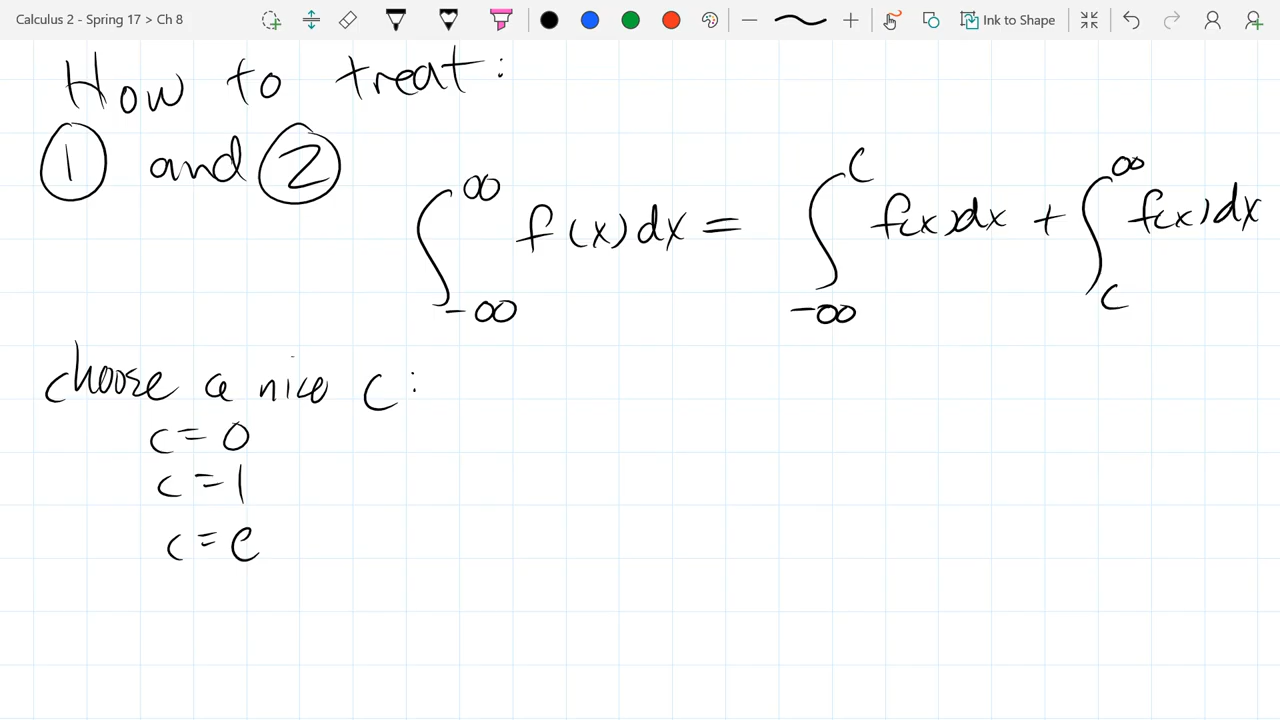 Calculus 2 - Spring 17 > Ch 8
Ink to Shape
How to treat:
① and ②
∫_{-∞}^{∞} f(x)dx = ∫_{-∞}^{c} f(x)dx + ∫_{c}^{∞} f(x)dx
choose a nice c:
c=0
c=1
c=e